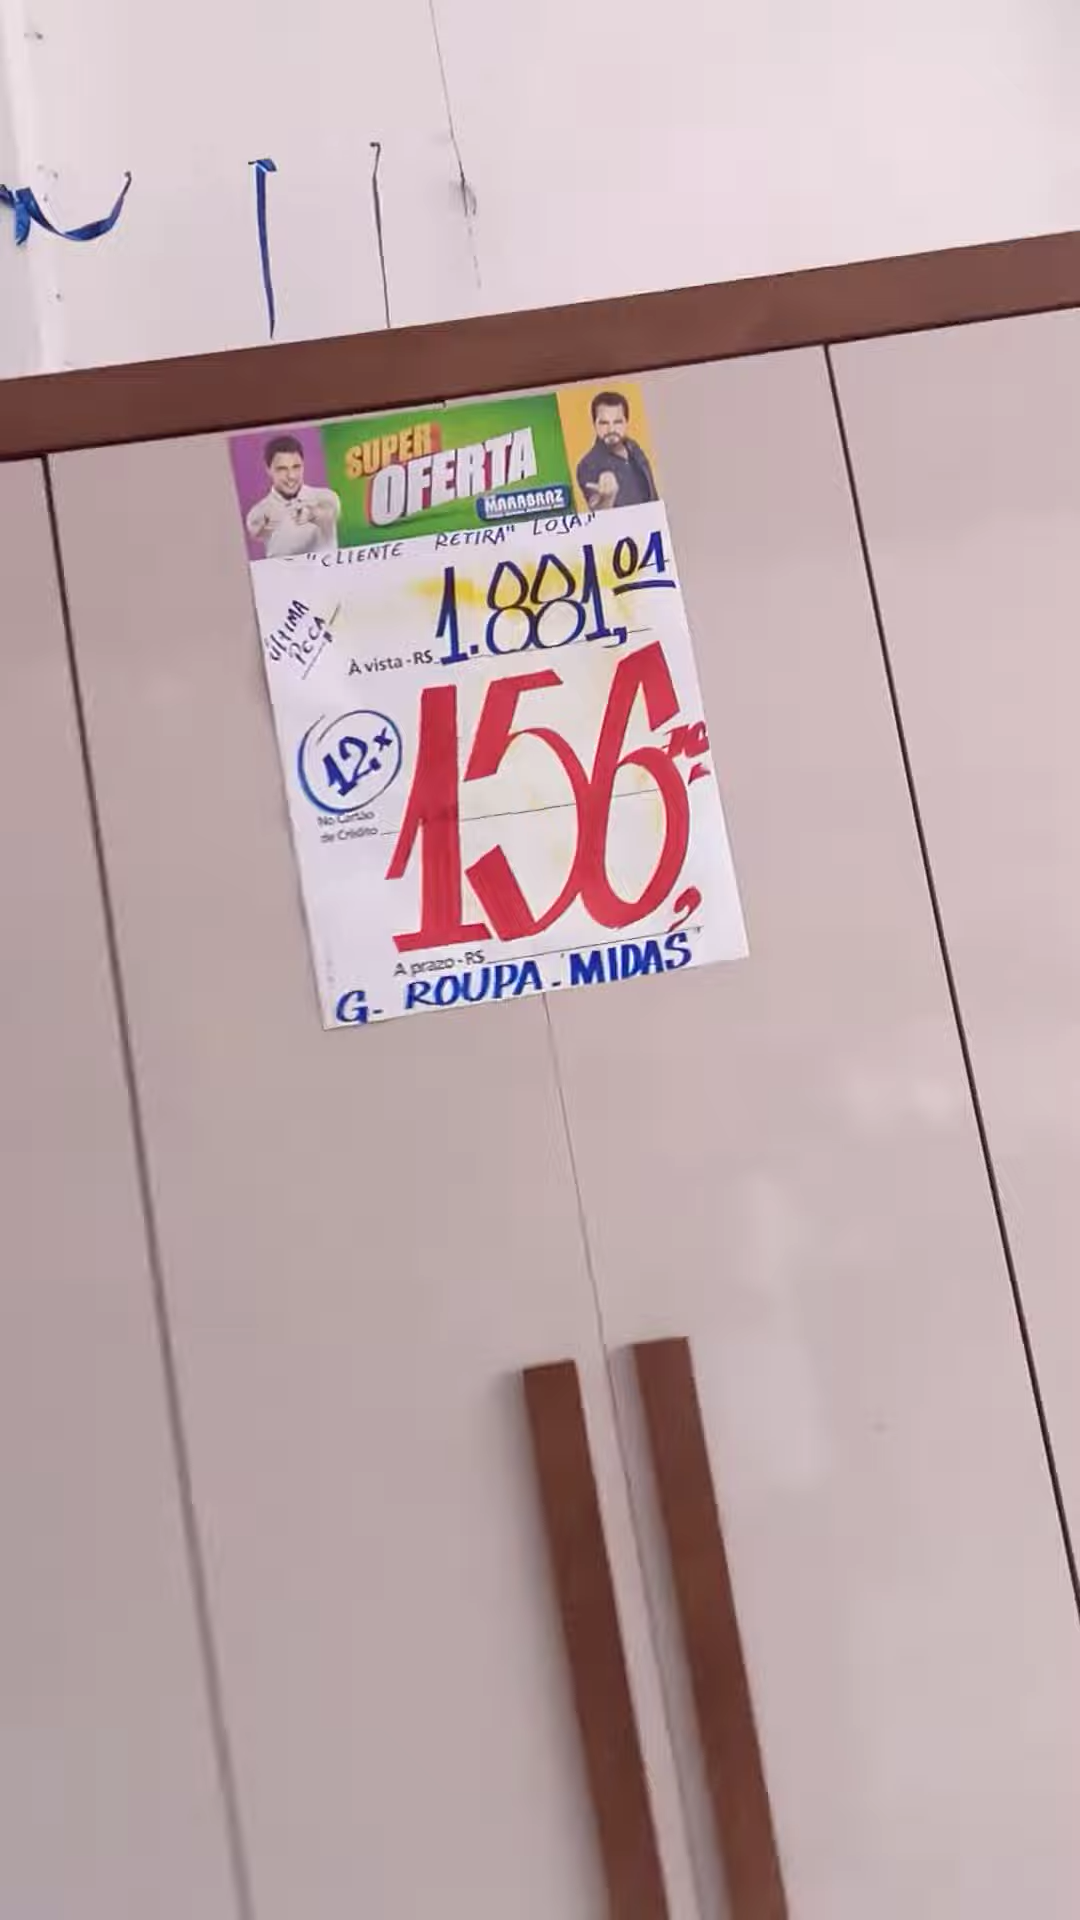 SUPER
OFERTA
MARABRAZ
"CLIENTE RETIRA" LOJA"
ÚLTIMA
PEÇA"
À vista - R$ 1.881,04
12.x
No Cartão
de Crédito
156,
A prazo - R$
G. ROUPA. "MIDAS"